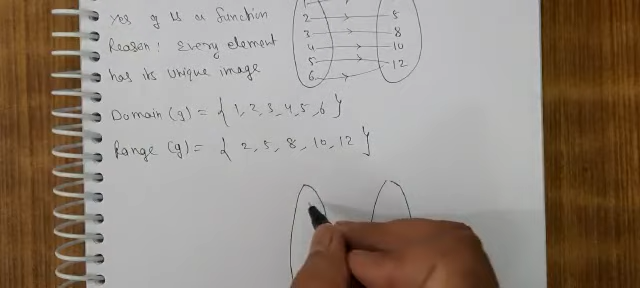 Yes g is a function
Reason: Every element
has its unique image
2 5
3 8
4 10
5 12
6
Domain (g) = { 1, 2, 3, 4, 5, 6 }
Range (g) = { 2, 5, 8, 10, 12 }